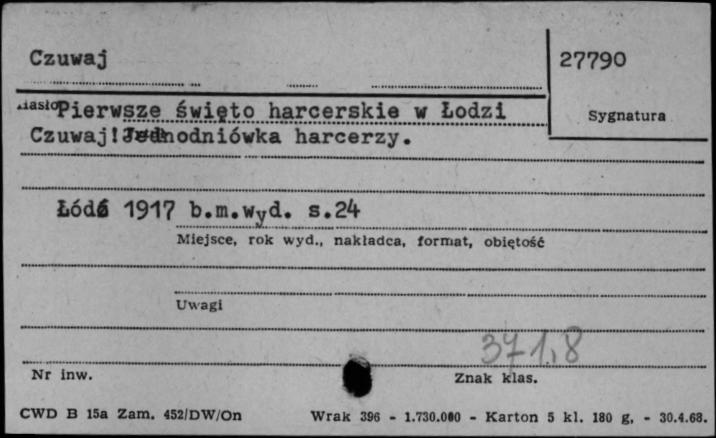 Czuwaj
27790
Hasło Pierwsze święto harcerskie w Łodzi
Sygnatura
Czuwaj! Jednodniówka harcerzy.
Łódź 1917 b.m.wyd. s.24
Miejsce, rok wyd., nakładca, format, obiętość
Uwagi
371.8
Nr inw.
Znak klas.
CWD B 15a Zam. 452/DW/On Wrak 396 - 1.730.000 - Karton 5 kl. 180 g, - 30.4.68.